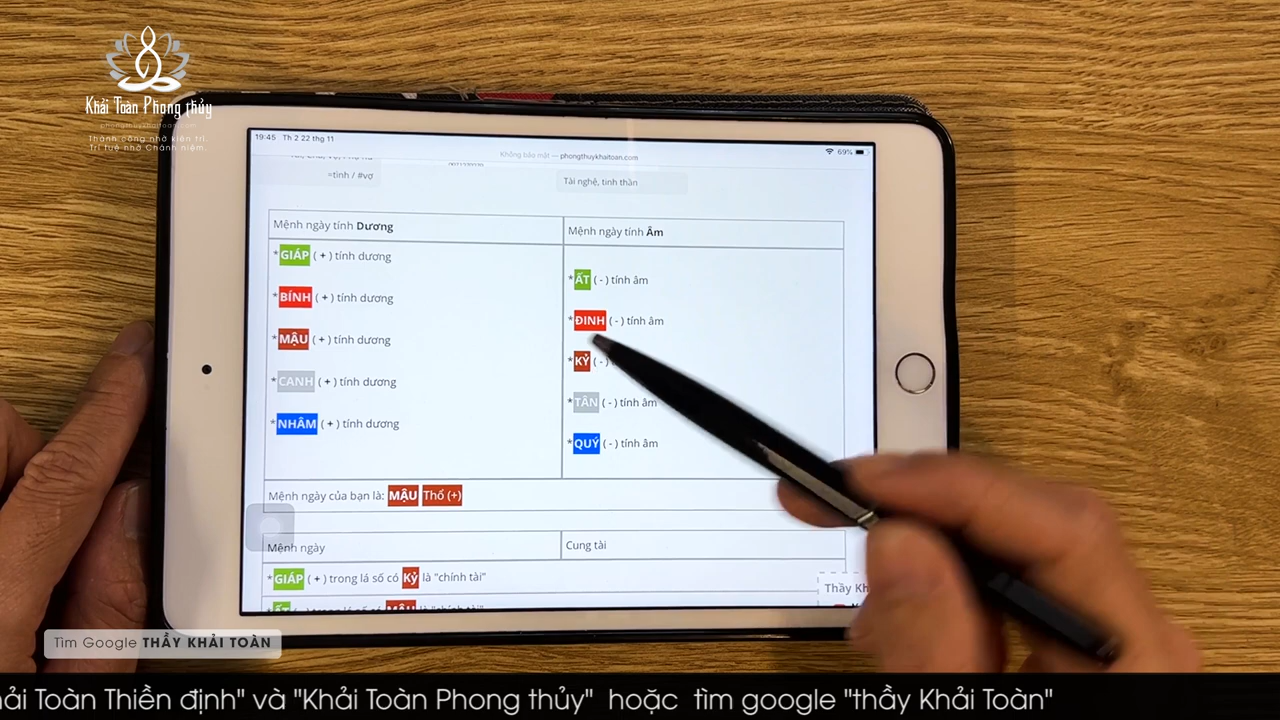 Khải Toàn Phong thủy
phongthuykhaitoan.com
Thành công nhờ kiên trì,
Trí tuệ nhờ Chánh niệm.
19:45 Th 2 22 thg 11
Không bảo mật — phongthuykhaitoan.com
69%
=tình / #vợ
Tài nghệ, tinh thần
Mệnh ngày tính Dương
Mệnh ngày tính Âm
*GIÁP ( + ) tính dương
*ẤT ( - ) tính âm
*BÍNH ( + ) tính dương
*ĐINH ( - ) tính âm
*MẬU ( + ) tính dương
*KỶ ( - )
*CANH ( + ) tính dương
*TÂN ( - ) tính âm
*NHÂM ( + ) tính dương
*QUÝ ( - ) tính âm
Mệnh ngày của bạn là: MẬU Thổ (+)
Mệnh ngày
Cung tài
*GIÁP ( + ) trong lá số có Kỷ là "chính tài"
Thầy Kh
Tìm Google THẦY KHẢI TOÀN
ải Toàn Thiền định" và "Khải Toàn Phong thủy" hoặc tìm google "thầy Khải Toàn"